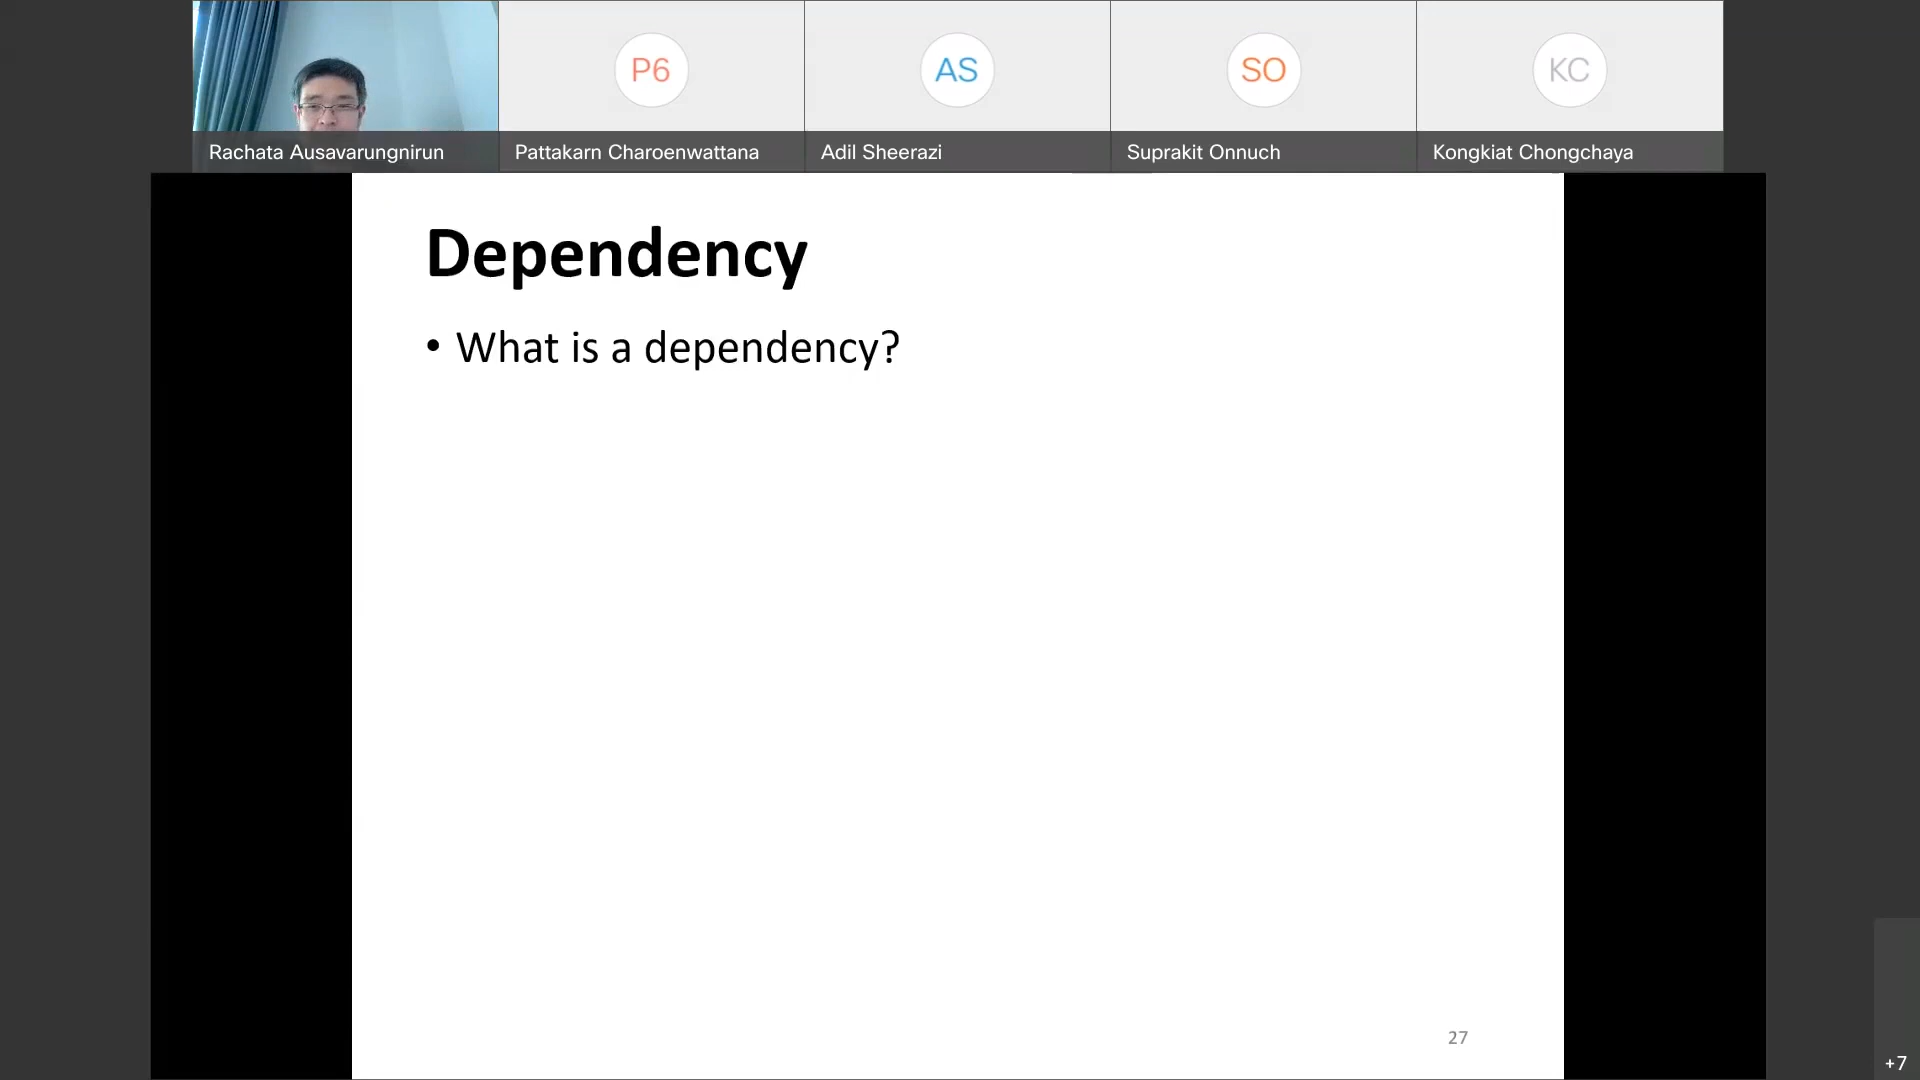 P6
AS
SO
KC
Rachata Ausavarungnirun
Pattakarn Charoenwattana
Adil Sheerazi
Suprakit Onnuch
Kongkiat Chongchaya
Dependency
• What is a dependency?
27
+7